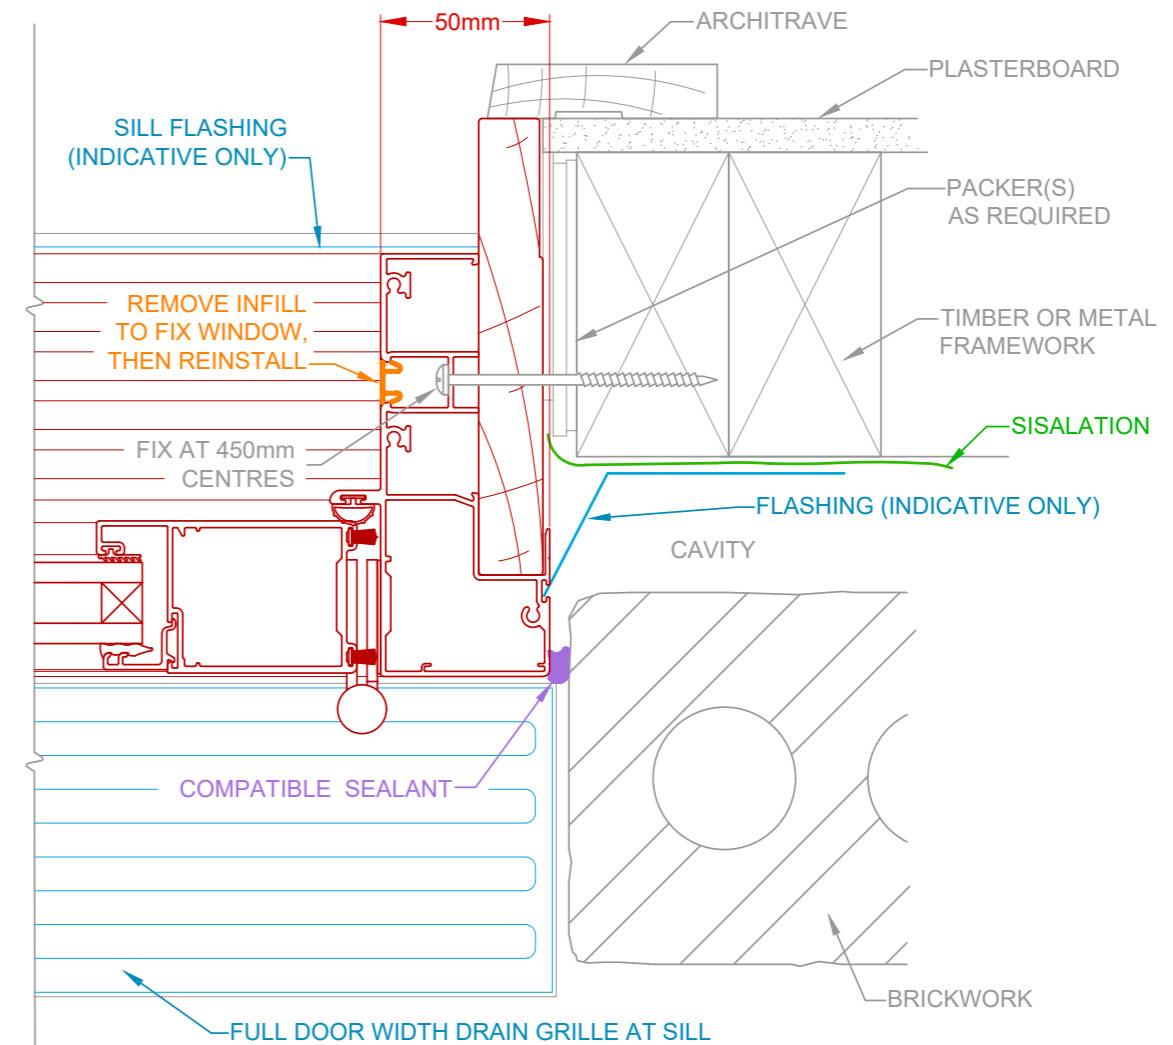 50mm
ARCHITRAVE
PLASTERBOARD
SILL FLASHING
(INDICATIVE ONLY)
PACKER(S)
AS REQUIRED
REMOVE INFILL
TO FIX WINDOW,
THEN REINSTALL
TIMBER OR METAL
FRAMEWORK
FIX AT 450mm
CENTRES
SISALATION
FLASHING (INDICATIVE ONLY)
CAVITY
COMPATIBLE SEALANT
BRICKWORK
FULL DOOR WIDTH DRAIN GRILLE AT SILL